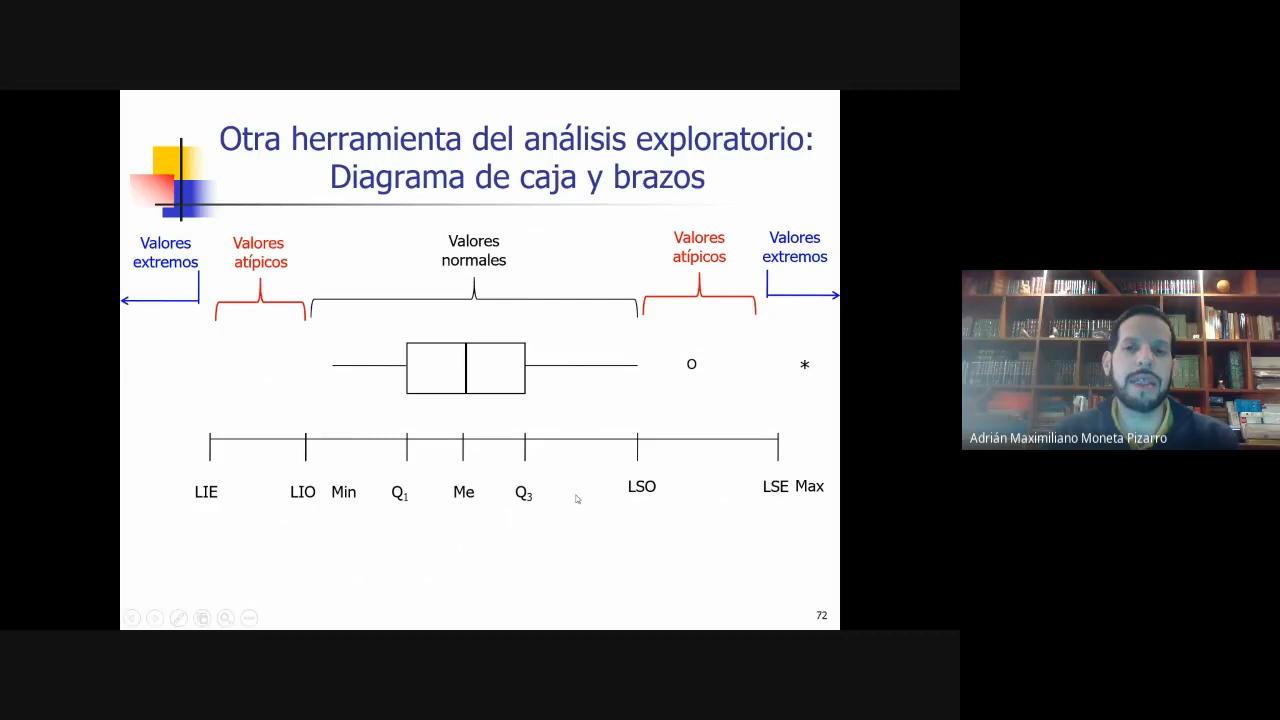 Otra herramienta del análisis exploratorio:
Diagrama de caja y brazos
Valores
extremos
Valores
atípicos
Valores
normales
Valores
atípicos
Valores
extremos
O
*
LIE
LIO
Min
Q1
Me
Q3
LSO
LSE
Max
72
Adrián Maximiliano Moneta Pizarro